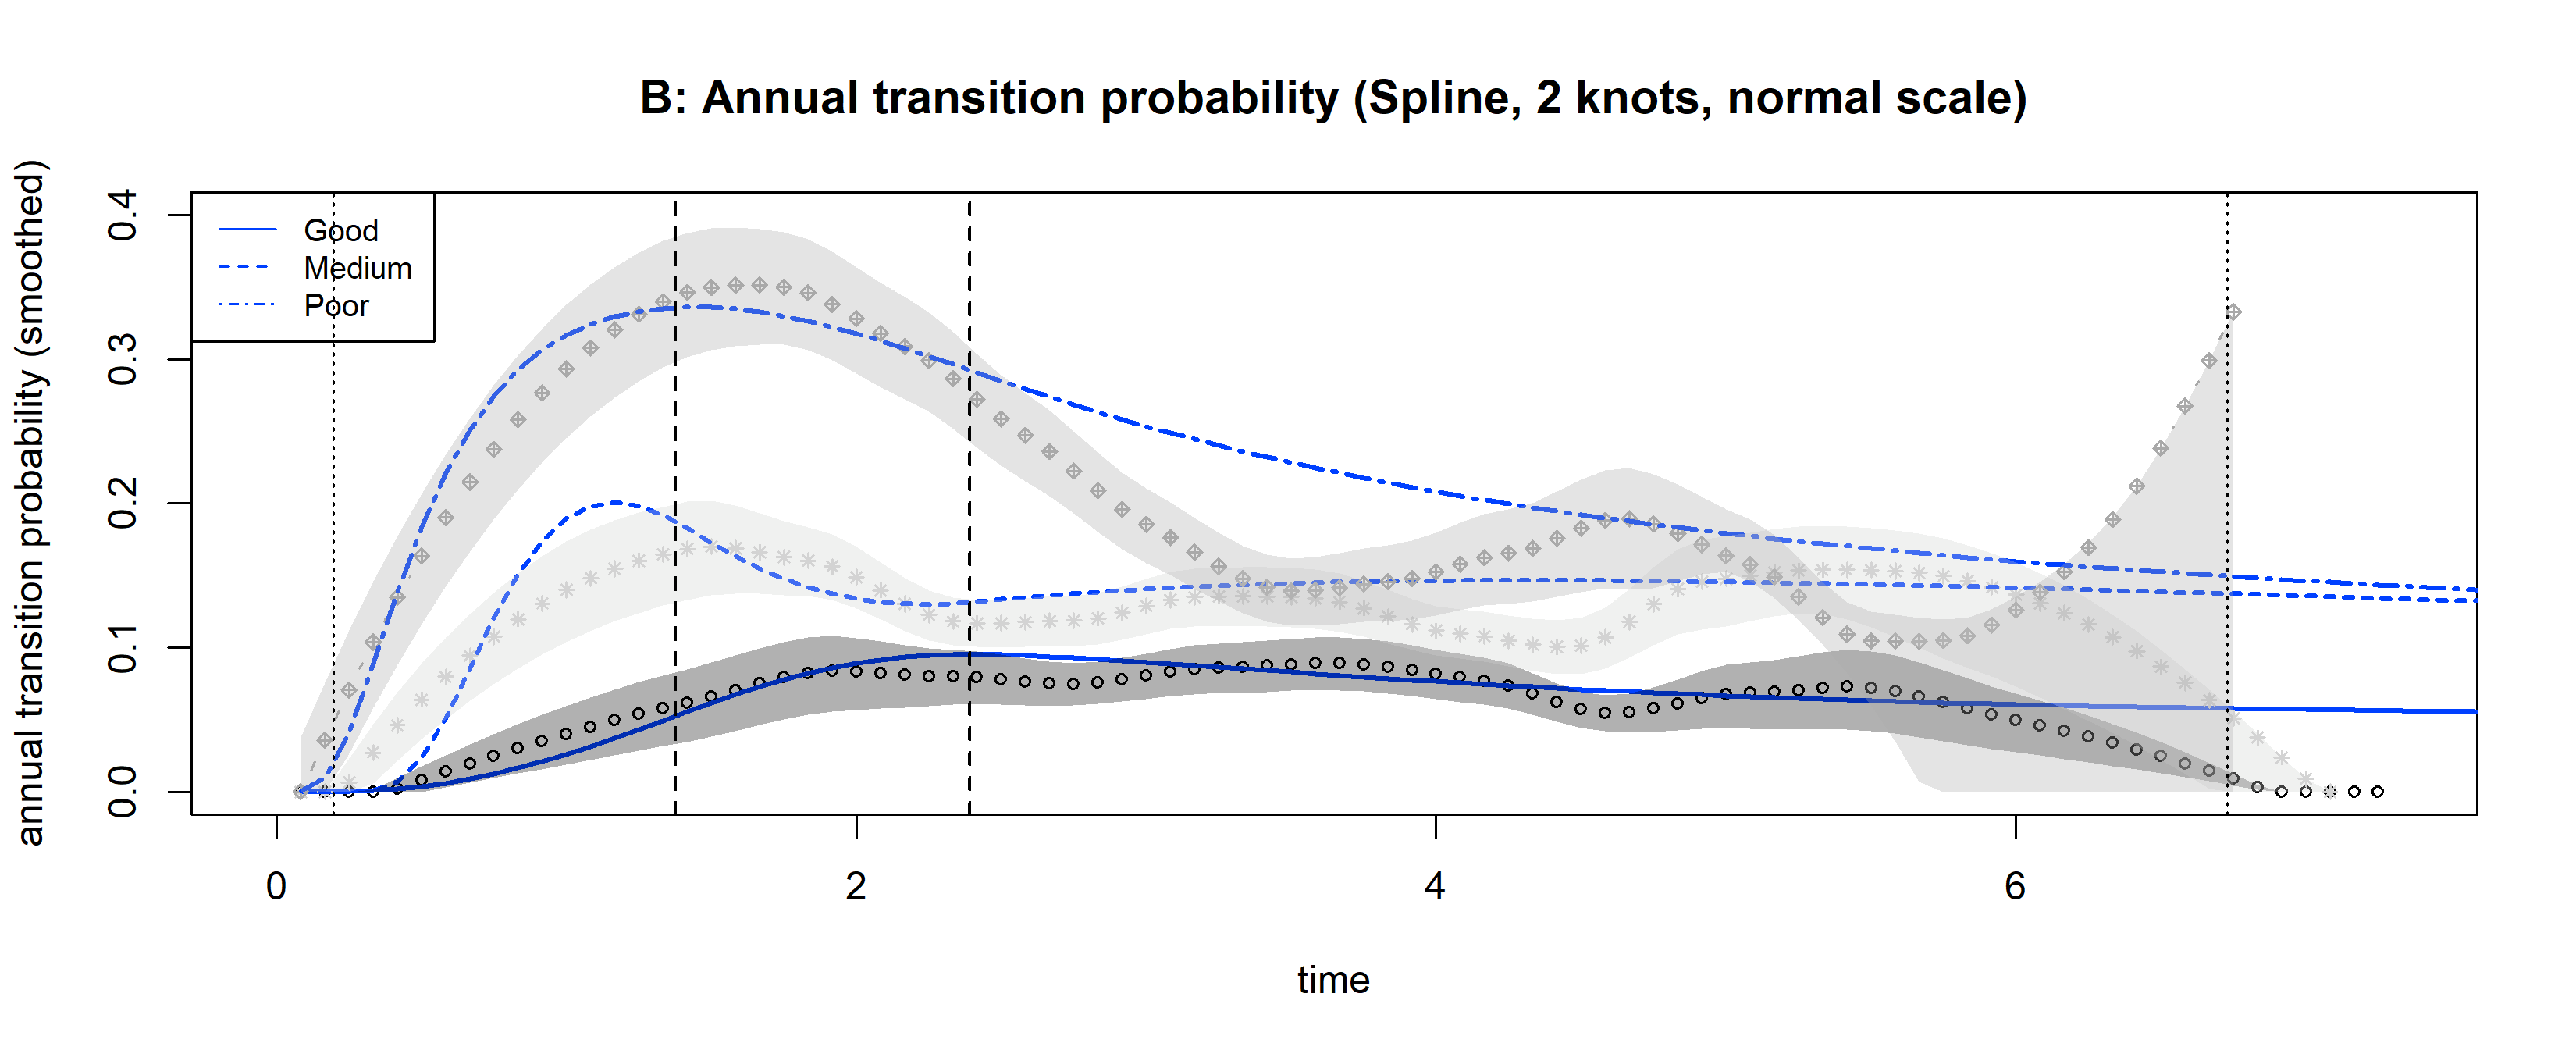 B: Annual transition probability (Spline, 2 knots, normal scale)
annual transition probability (smoothed)
0.4
0.3
0.2
0.1
0.0
Good
Medium
Poor
0 2 4 6
time